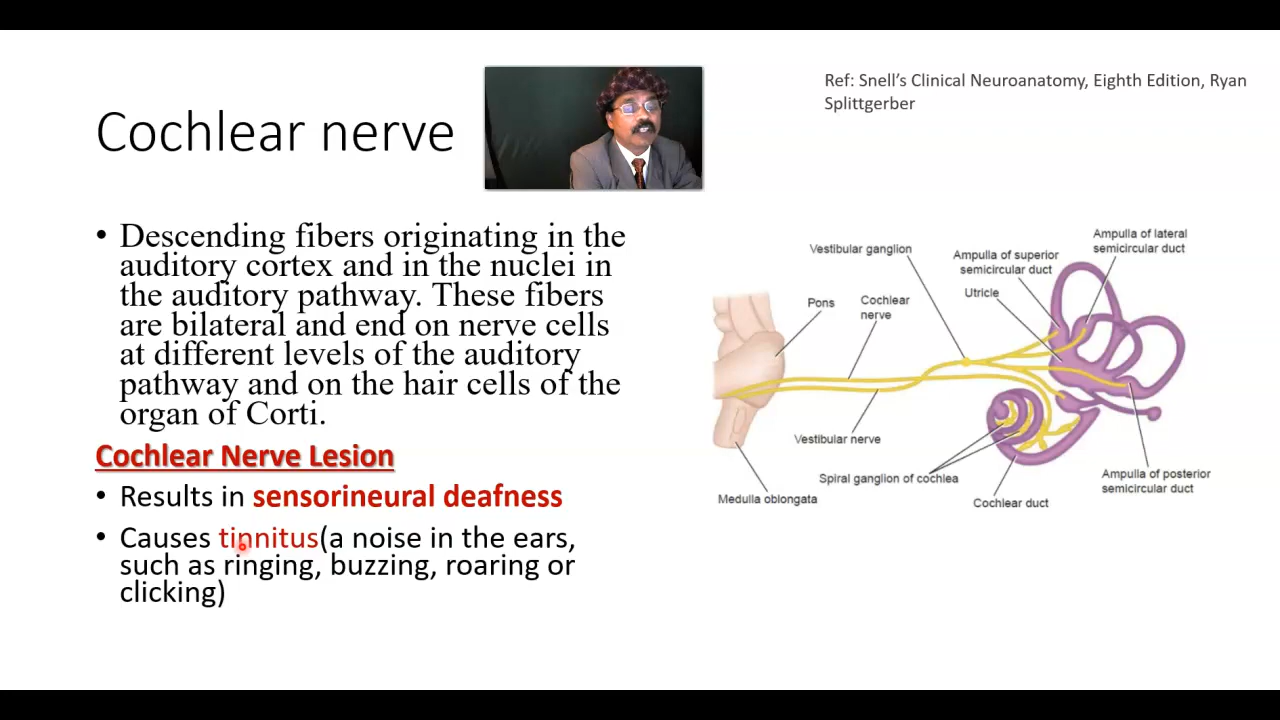 Ref: Snell's Clinical Neuroanatomy, Eighth Edition, Ryan
Splittgerber
Cochlear nerve
• Descending fibers originating in the
auditory cortex and in the nuclei in
the auditory pathway. These fibers
are bilateral and end on nerve cells
at different levels of the auditory
pathway and on the hair cells of the
organ of Corti.
Cochlear Nerve Lesion
• Results in sensorineural deafness
• Causes tinnitus(a noise in the ears,
such as ringing, buzzing, roaring or
clicking)
Vestibular ganglion
Ampulla of superior
semicircular duct
Ampulla of lateral
semicircular duct
Utricle
Pons
Cochlear
nerve
Vestibular nerve
Spiral ganglion of cochlea
Medulla oblongata
Cochlear duct
Ampulla of posterior
semicircular duct